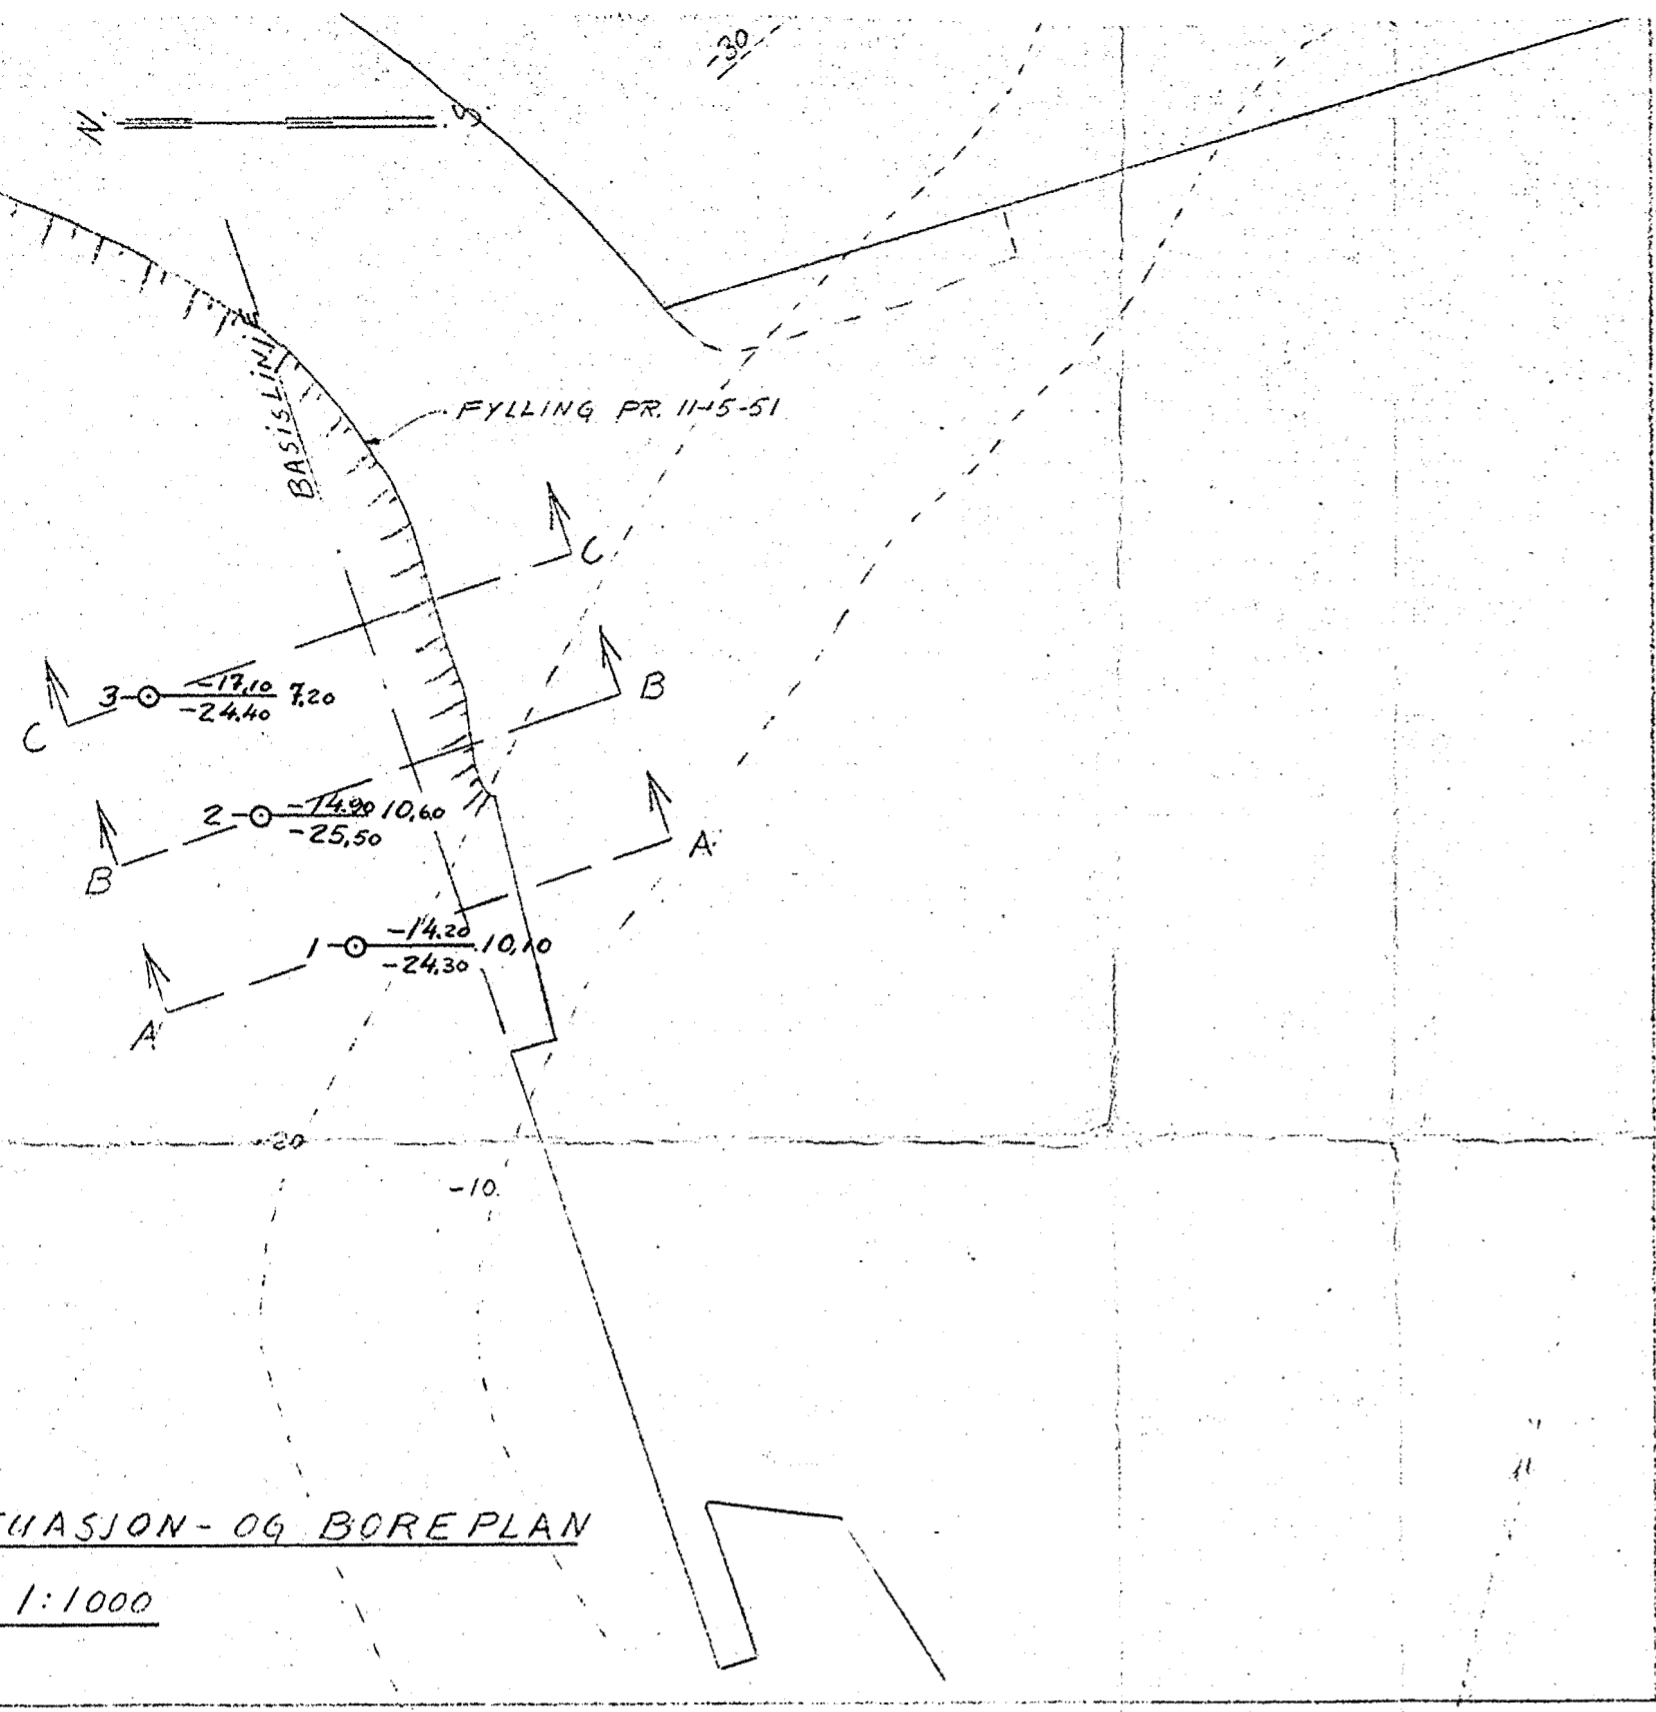 -30
N. S.
BASISLINJE
FYLLING PR. 11-5-51
C
3 -17,10 7,20
-24,40
C
B
2 -14,90 10,60
-25,50
B
A
1 -14,20 10,10
-24,30
A
-20
-10
TUASJON- OG BOREPLAN
1:1000